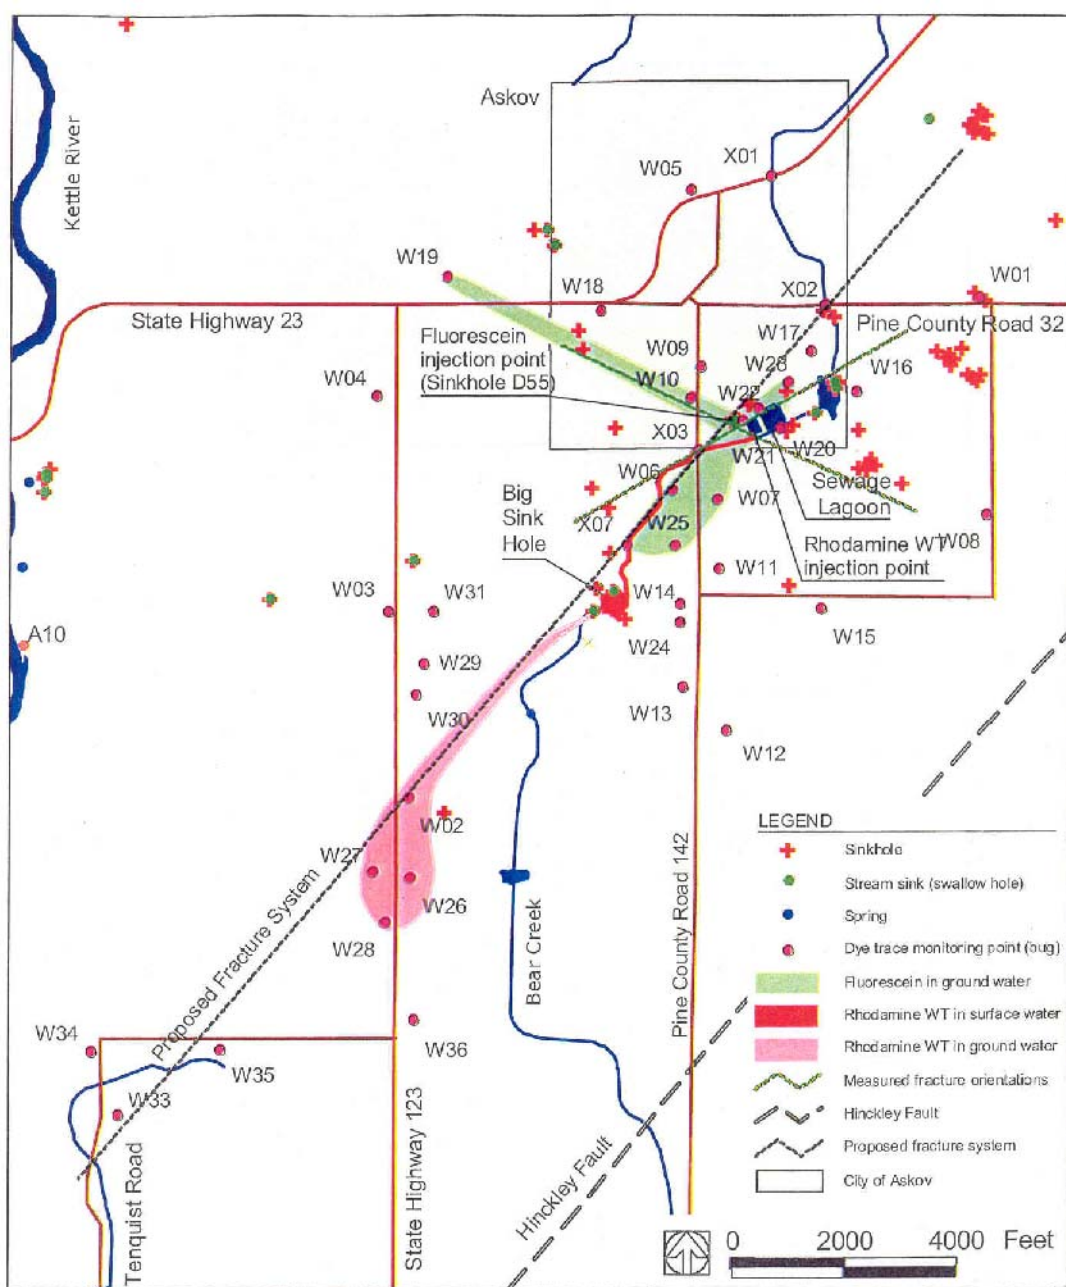 Askov
Kettle River
X01
W05
W19
W18
X02
W01
State Highway 23
Pine County Road 32
Fluorescein
injection point
(Sinkhole D55)
W17
W09
W23
W16
W04
W10
W22
X03
W21
W20
W06
Sewage
Lagoon
Big
Sink
Hole
X07
W25
W07
W08
Rhodamine WT
injection point
W11
W03
W31
W14
W15
A10
W29
W24
W30
W13
W12
W02
W27
W26
W28
Proposed Fracture System
Bear Creek
Pine County Road 142
W34
W35
W36
W33
Tenquist Road
State Highway 123
Hinckley Fault
LEGEND
Sinkhole
Stream sink (swallow hole)
Spring
Dye trace monitoring point (bug)
Fluorescein in ground water
Rhodamine WT in surface water
Rhodamine WT in ground water
Measured fracture orientations
Hinckley Fault
Proposed fracture system
City of Askov
0 2000 4000 Feet